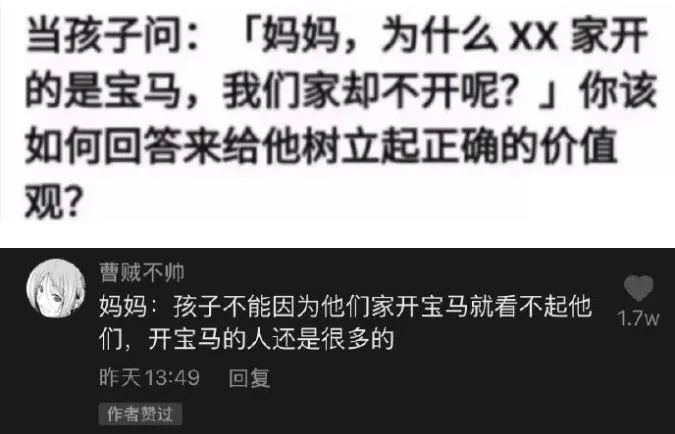 当孩子问：「妈妈，为什么 XX 家开
的是宝马，我们家却不开呢？」你该
如何回答来给他树立起正确的价值
观？
曹贼不帅
妈妈：孩子不能因为他们家开宝马就看不起他
们，开宝马的人还是很多的
1.7w
昨天13:49 回复
作者赞过